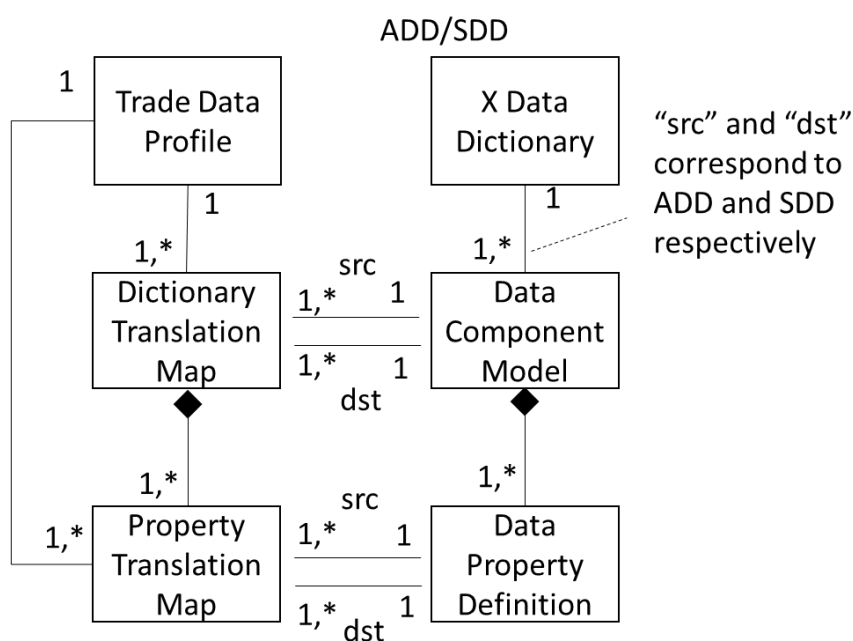 ADD/SDD
1
Trade Data
Profile
X Data
Dictionary
"src" and "dst"
correspond to
ADD and SDD
respectively
1
1
1,*
1,*
Dictionary
Translation
Map
src
1,*
1
1,*
1
dst
Data
Component
Model
1,*
1,*
1,*
Property
Translation
Map
src
1,*
1
1,*
1
dst
Data
Property
Definition